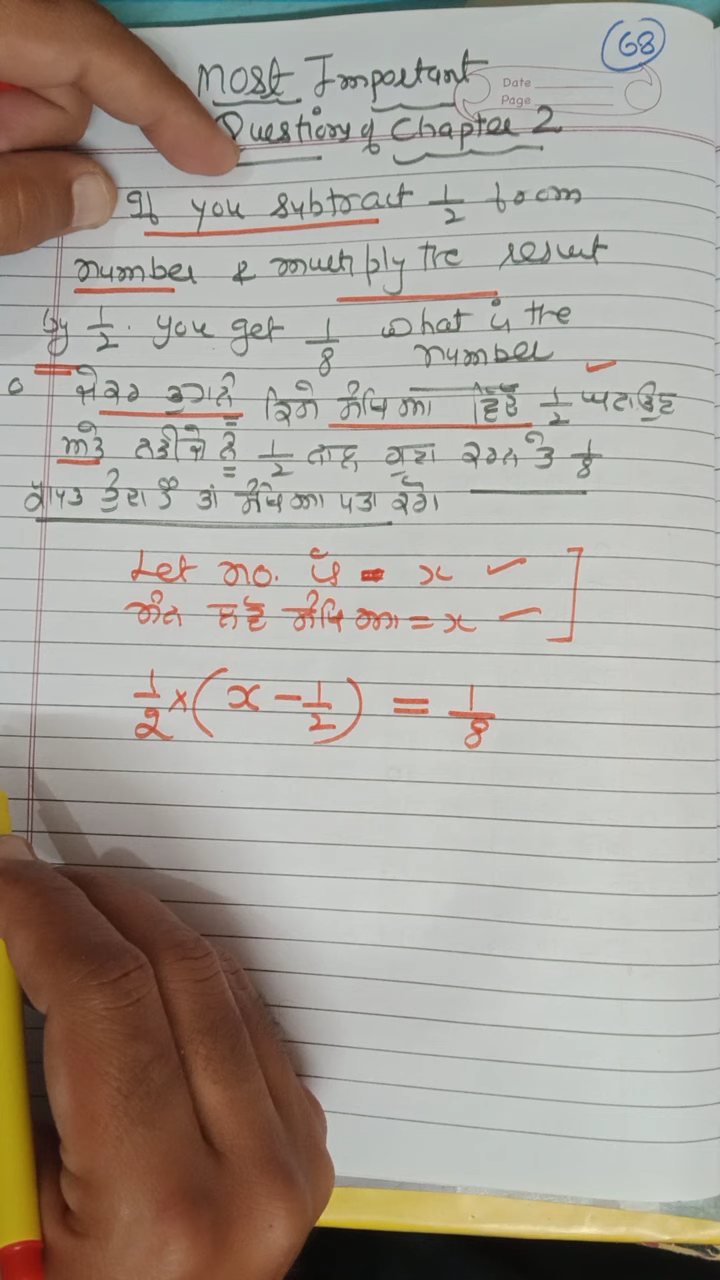 68
Most Important
Date
Page
Questions of Chapter 2
If you subtract 1/2 from
number & multiply the result
By 1/2. you get 1/8 what is the
number
ਜੇਕਰ ਤੁਸੀਂ ਕਿਸੇ ਸੰਖਿਆ ਵਿੱਚੋਂ 1/2 ਘਟਾਉਂਦੇ
ਅਤੇ ਨਤੀਜੇ ਨੂੰ 1/2 ਨਾਲ ਗੁਣਾ ਕਰਨ ਤੇ 1/8
ਪ੍ਰਾਪਤ ਹੁੰਦਾ ਹੈ ਤਾਂ ਸੰਖਿਆ ਪਤਾ ਕਰੋ।
Let no. is = x
ਮੰਨ ਲਵੋ ਸੰਖਿਆ = x
1/2 × (x - 1/2) = 1/8